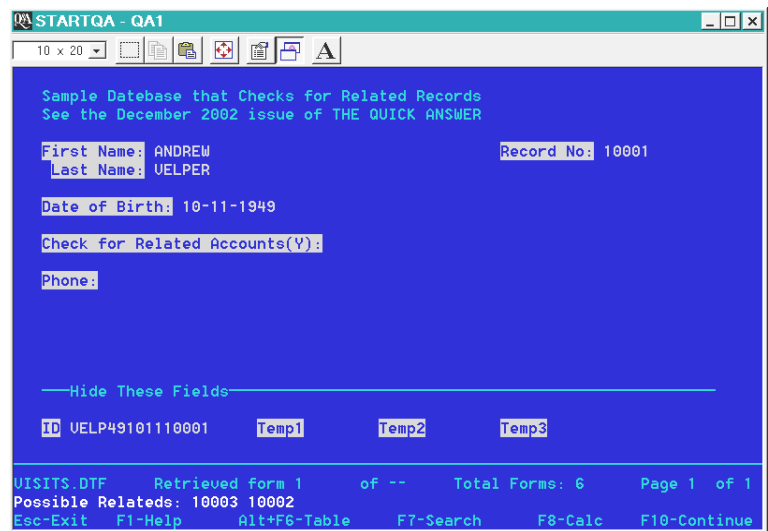 STARTQA - QA1
10 x 20
A
Sample Datebase that Checks for Related Records
See the December 2002 issue of THE QUICK ANSWER
First Name: ANDREW Record No: 10001
Last Name: VELPER
Date of Birth: 10-11-1949
Check for Related Accounts(Y):
Phone:
Hide These Fields
ID VELP49101110001 Temp1 Temp2 Temp3
VISITS.DTF Retrieved form 1 of -- Total Forms: 6 Page 1 of 1
Possible Relateds: 10003 10002
Esc-Exit F1-Help Alt+F6-Table F7-Search F8-Calc F10-Continue